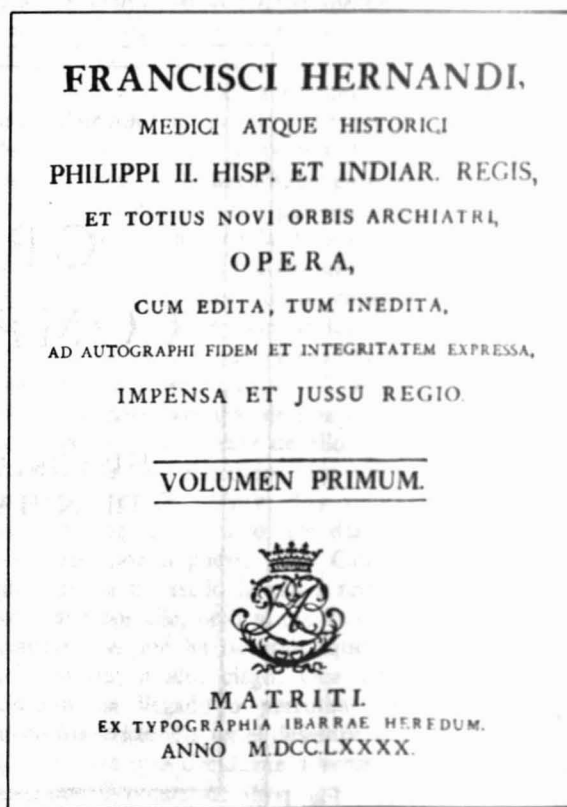 FRANCISCI HERNANDI,
MEDICI ATQUE HISTORICI
PHILIPPI II. HISP. ET INDIAR. REGIS,
ET TOTIUS NOVI ORBIS ARCHIATRI,
OPERA,
CUM EDITA, TUM INEDITA,
AD AUTOGRAPHI FIDEM ET INTEGRITATEM EXPRESSA,
IMPENSA ET JUSSU REGIO.
VOLUMEN PRIMUM.
MATRITI.
EX TYPOGRAPHIA IBARRAE HEREDUM.
ANNO M.DCC.LXXXX.